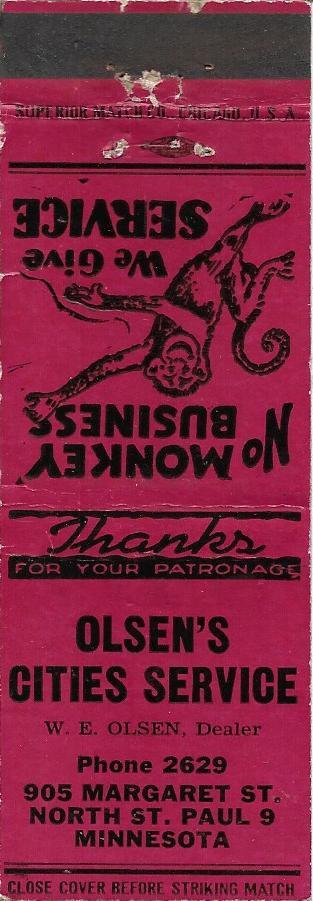 SUPERIOR MATCH CO., CHICAGO, U.S.A.
NO MONKEY
BUSINESS
We Give
SERVICE
Thanks
FOR YOUR PATRONAGE
OLSEN'S
CITIES SERVICE
W. E. OLSEN, Dealer
Phone 2629
905 MARGARET ST.
NORTH ST. PAUL 9
MINNESOTA
CLOSE COVER BEFORE STRIKING MATCH